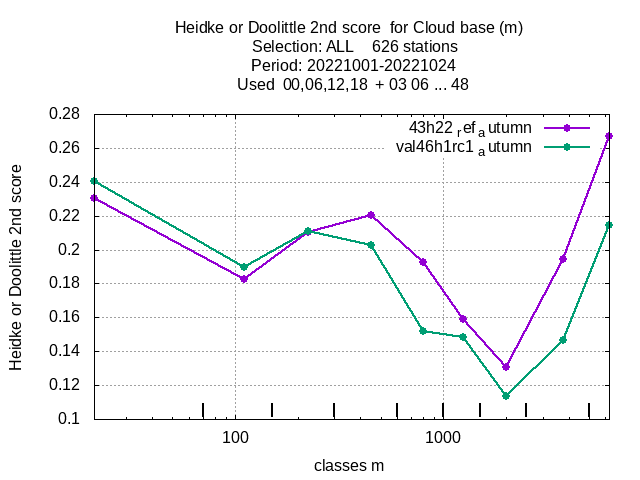 Heidke or Doolittle 2nd score  for Cloud base (m)
Selection: ALL    626 stations
Period: 20221001-20221024
Used  00,06,12,18  + 03 06 ... 48
43h22 ref a utumn
val46h1rc1 a utumn
Heidke or Doolittle 2nd score
0.28
0.26
0.24
0.22
0.2
0.18
0.16
0.14
0.12
0.1
100 1000
classes m